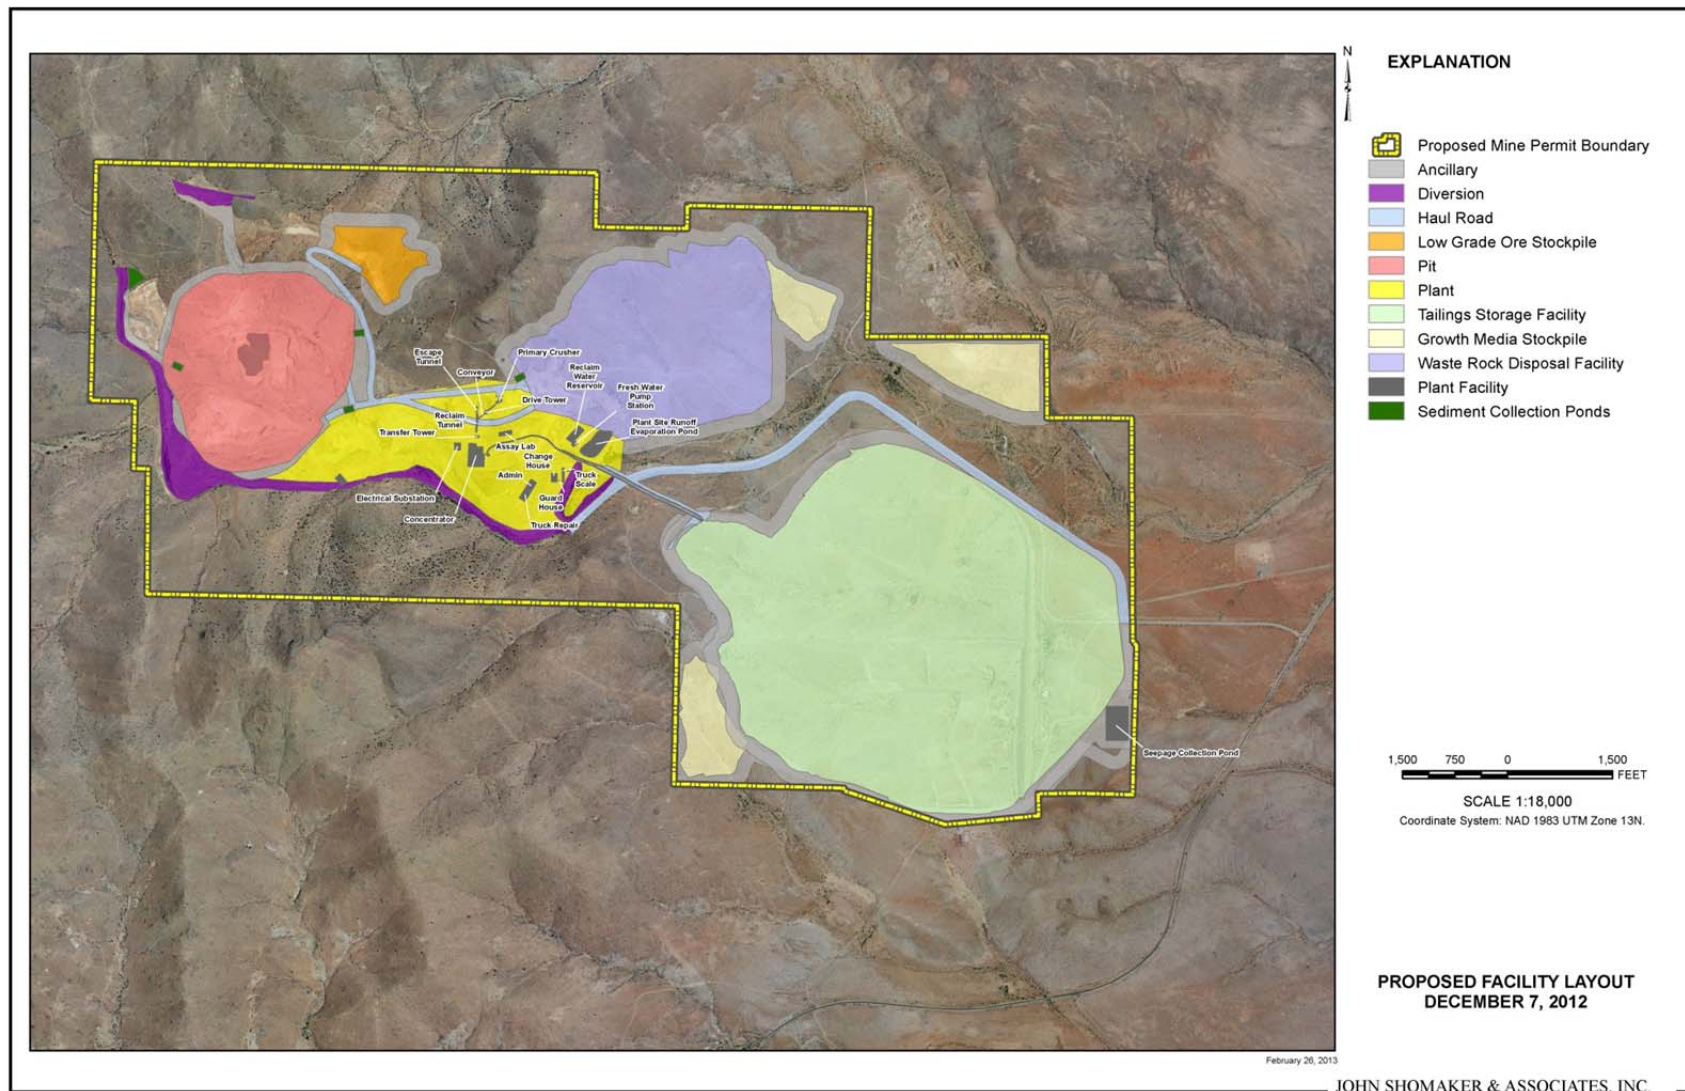 N
EXPLANATION
Proposed Mine Permit Boundary
Ancillary
Diversion
Haul Road
Low Grade Ore Stockpile
Pit
Plant
Tailings Storage Facility
Growth Media Stockpile
Waste Rock Disposal Facility
Plant Facility
Sediment Collection Ponds
Escape
Tunnel
Primary Crusher
Conveyor
Reclaim
Water
Reservoir
Fresh Water
Pump
Station
Drive Tower
Reclaim
Tunnel
Transfer Tower
Plant Site Runoff
Evaporation Pond
Assay Lab
Change
House
Admin
Truck
Scale
Electrical Substation
Guard
House
Concentrator
Truck Repair
Seepage Collection Pond
1,500 750 0 1,500
FEET
SCALE 1:18,000
Coordinate System: NAD 1983 UTM Zone 13N.
PROPOSED FACILITY LAYOUT
DECEMBER 7, 2012
February 26, 2013
JOHN SHOMAKER & ASSOCIATES, INC.